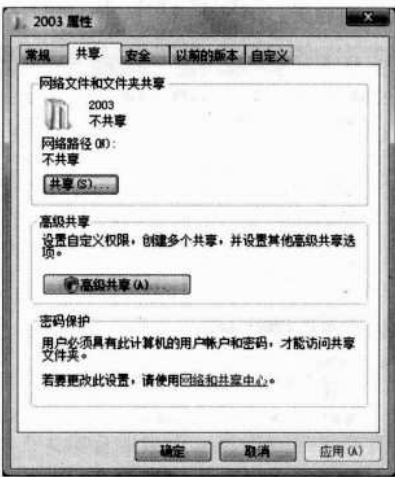 2003 属性
常规 共享 安全 以前的版本 自定义
网络文件和文件夹共享
2003
不共享
网络路径(N):
不共享
共享(S)...
高级共享
设置自定义权限，创建多个共享，并设置其他高级共享选
项。
高级共享(A)...
密码保护
用户必须具有此计算机的用户帐户和密码，才能访问共享
文件夹。
若要更改此设置，请使用网络和共享中心。
确定 取消 应用(A)